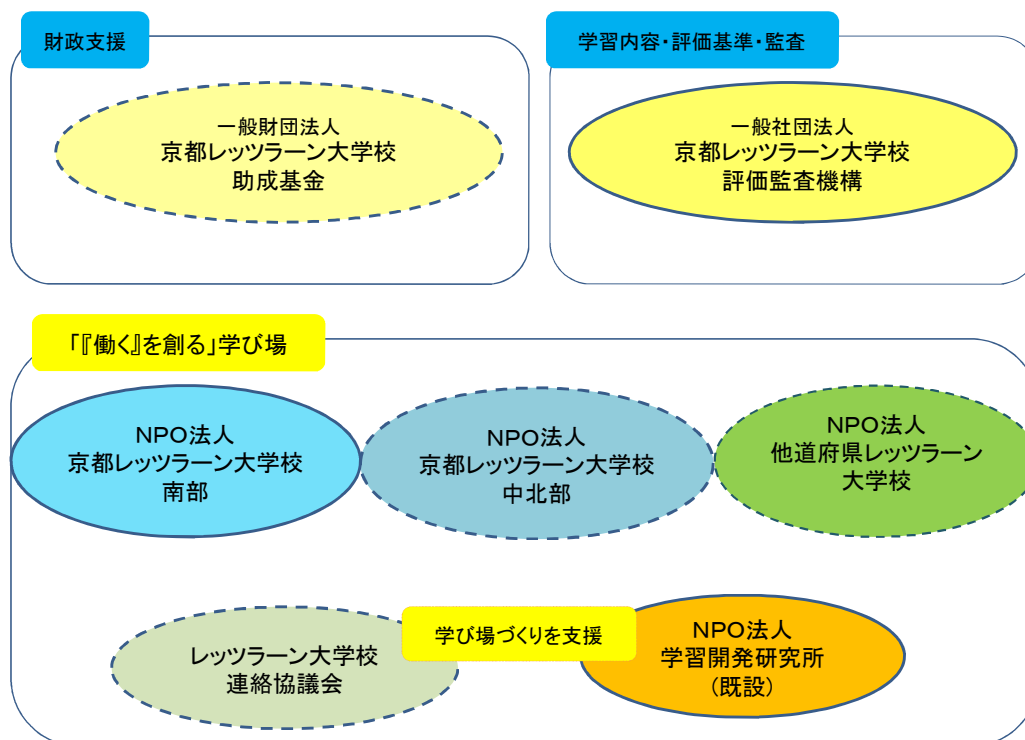 財政支援
学習内容・評価基準・監査
一般財団法人
京都レッツラーン大学校
助成基金
一般社団法人
京都レッツラーン大学校
評価監査機構
「『働く』を創る」学び場
NPO法人
京都レッツラーン大学校
南部
NPO法人
京都レッツラーン大学校
中北部
NPO法人
他道府県レッツラーン
大学校
レッツラーン大学校
連絡協議会
学び場づくりを支援
NPO法人
学習開発研究所
(既設)